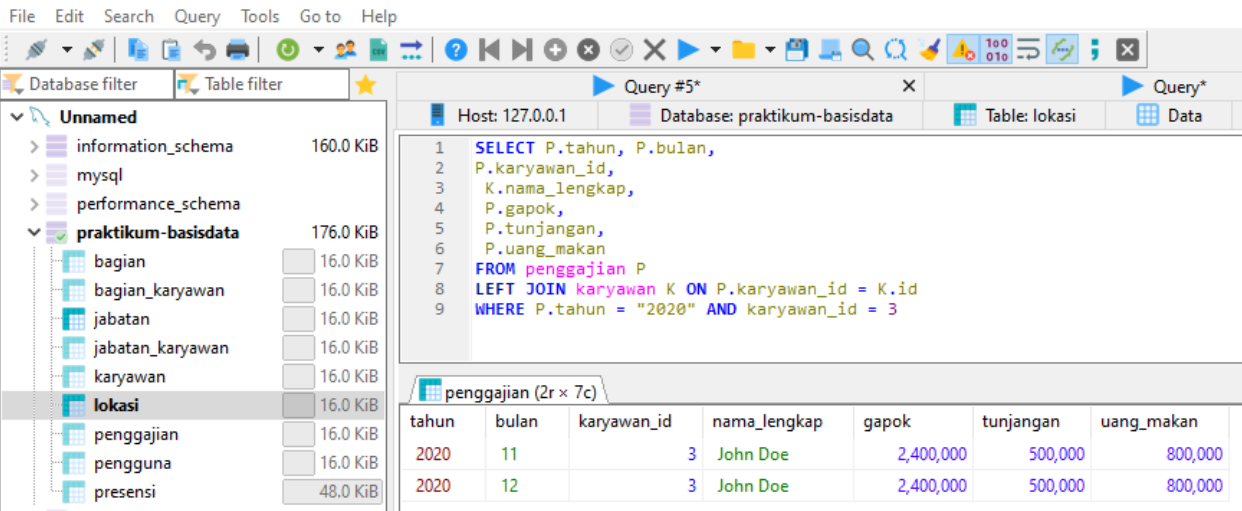 File Edit Search Query Tools Go to Help
Database filter Table filter
Unnamed
information_schema 160.0 KiB
mysql
performance_schema
praktikum-basisdata 176.0 KiB
bagian 16.0 KiB
bagian_karyawan 16.0 KiB
jabatan 16.0 KiB
jabatan_karyawan 16.0 KiB
karyawan 16.0 KiB
lokasi 16.0 KiB
penggajian 16.0 KiB
pengguna 16.0 KiB
presensi 48.0 KiB
Query #5* Query*
Host: 127.0.0.1 Database: praktikum-basisdata Table: lokasi Data
1 SELECT P.tahun, P.bulan,
2 P.karyawan_id,
3 K.nama_lengkap,
4 P.gapok,
5 P.tunjangan,
6 P.uang_makan
7 FROM penggajian P
8 LEFT JOIN karyawan K ON P.karyawan_id = K.id
9 WHERE P.tahun = "2020" AND karyawan_id = 3
penggajian (2r × 7c)
tahun bulan karyawan_id nama_lengkap gapok tunjangan uang_makan
2020 11 3 John Doe 2,400,000 500,000 800,000
2020 12 3 John Doe 2,400,000 500,000 800,000